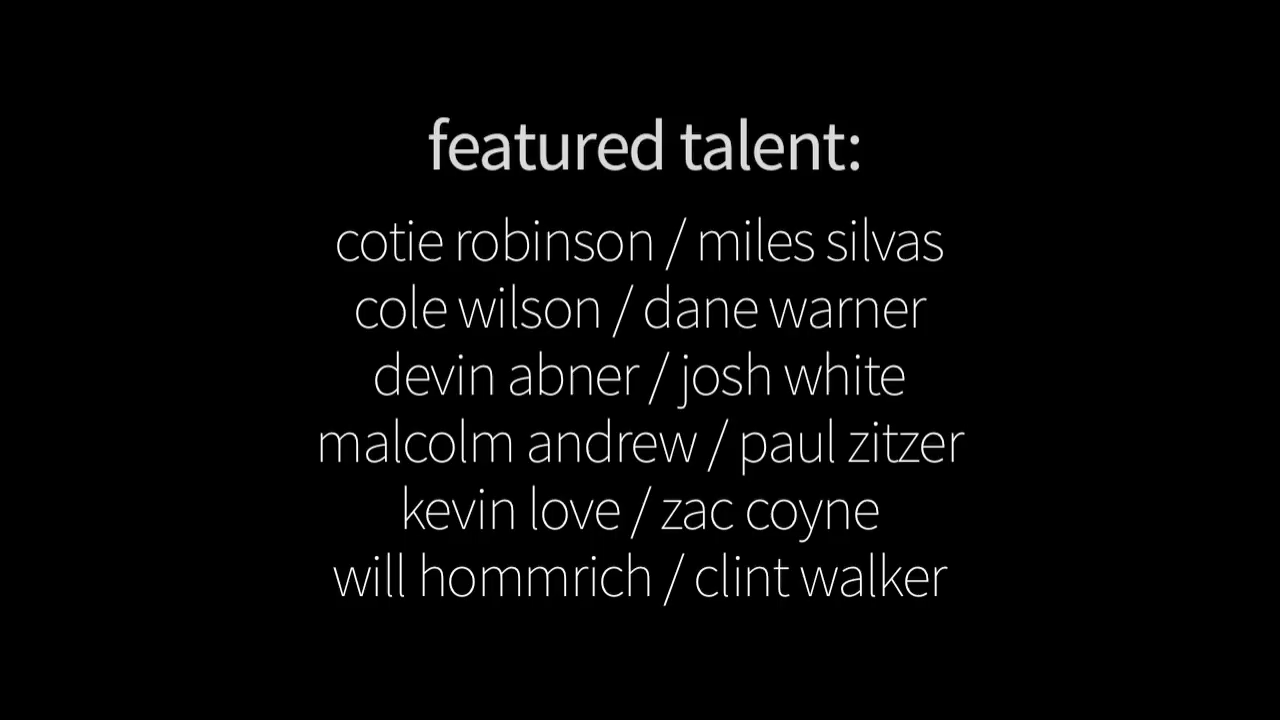 featured talent:
cotie robinson / miles silvas
cole wilson / dane warner
devin abner / josh white
malcolm andrew / paul zitzer
kevin love / zac coyne
will hommrich / clint walker